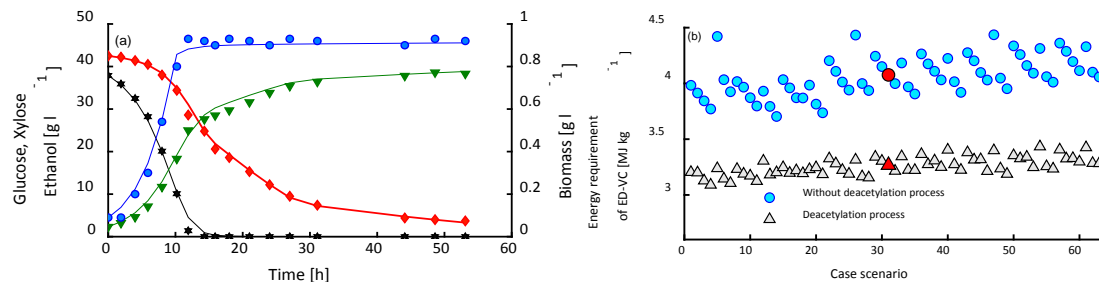 (a)
50
40
30
20
10
0
Glucose, Xylose
Ethanol [g l⁻¹]
0 10 20 30 40 50 60
Time [h]
1
0.8
0.6
0.4
0.2
0
Biomass [g l⁻¹]
(b)
4.5
4
3.5
3
Energy requirement
of ED-VC [MJ kg⁻¹
Without deacetylation process
Deacetylation process
0 10 20 30 40 50 60
Case scenario